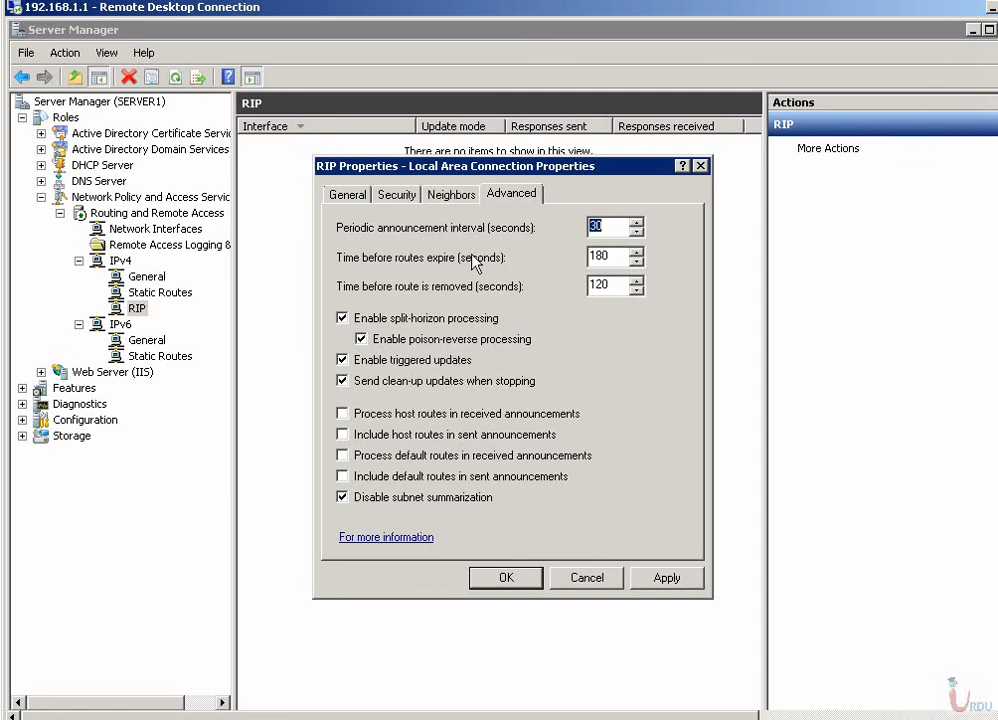 192.168.1.1 - Remote Desktop Connection
Server Manager
File Action View Help
Server Manager (SERVER1)
Roles
Active Directory Certificate Servic
Active Directory Domain Services
DHCP Server
DNS Server
Network Policy and Access Servic
Routing and Remote Access
Network Interfaces
Remote Access Logging &
IPv4
General
Static Routes
RIP
IPv6
General
Static Routes
Web Server (IIS)
Features
Diagnostics
Configuration
Storage
RIP
Interface Update mode Responses sent Responses received
There are no items to show in this view.
RIP Properties - Local Area Connection Properties
General Security Neighbors Advanced
Periodic announcement interval (seconds): 30
Time before routes expire (seconds): 180
Time before route is removed (seconds): 120
Enable split-horizon processing
Enable poison-reverse processing
Enable triggered updates
Send clean-up updates when stopping
Process host routes in received announcements
Include host routes in sent announcements
Process default routes in received announcements
Include default routes in sent announcements
Disable subnet summarization
For more information
OK Cancel Apply
Actions
RIP
More Actions
URDU